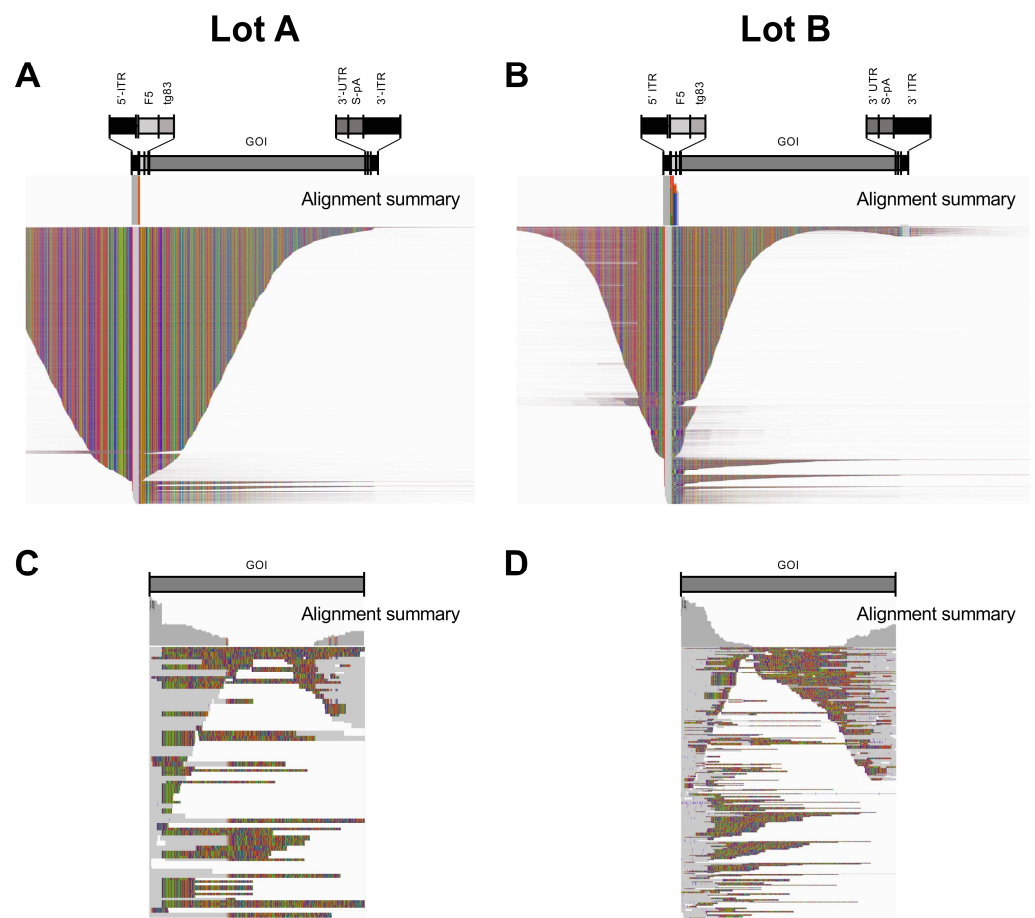 Lot A
Lot B
A
5'-ITR
F5
tg83
3'-UTR
S-pA
3'-ITR
GOI
Alignment summary
B
5' ITR
F5
tg83
3' UTR
S-pA
3' ITR
GOI
Alignment summary
C
GOI
Alignment summary
D
GOI
Alignment summary